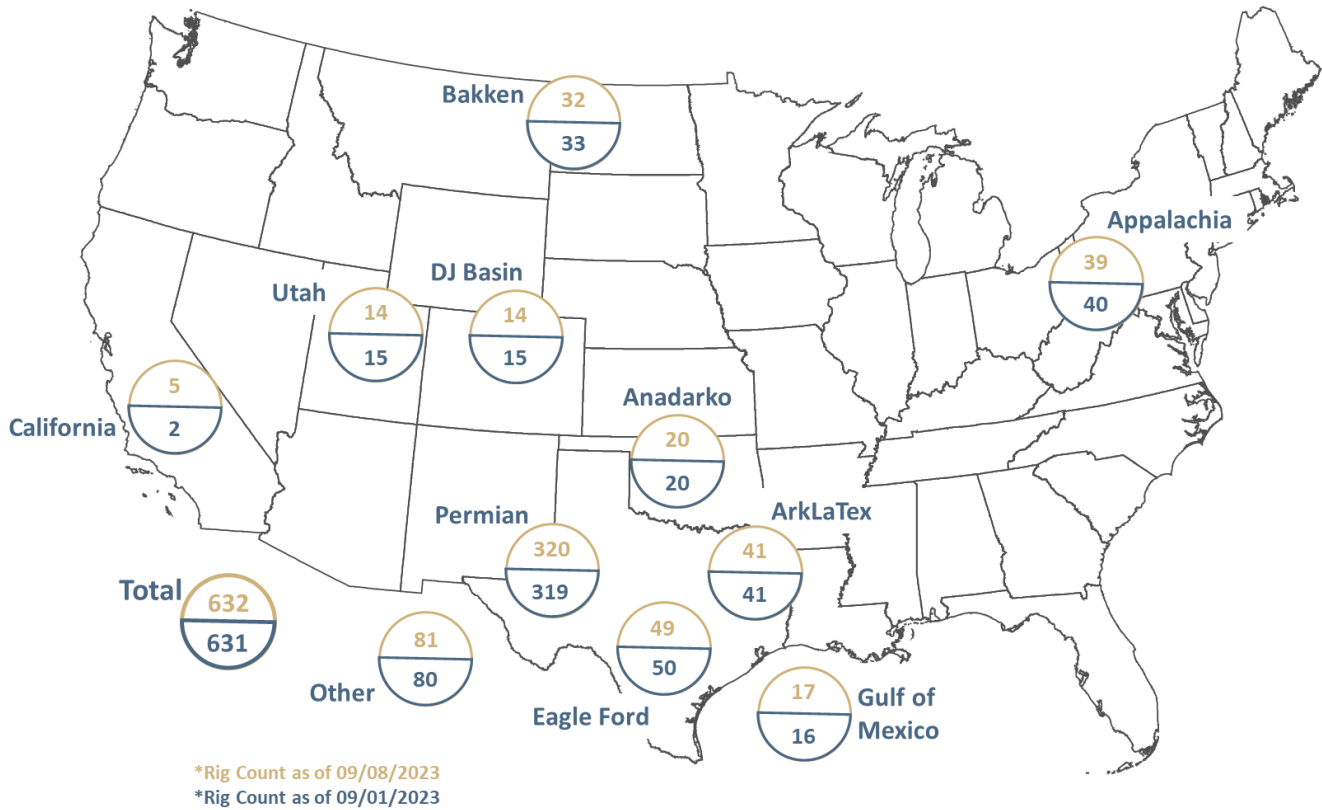 Bakken
32
33
Appalachia
39
40
DJ Basin
14
15
Utah
14
15
California
5
2
Anadarko
20
20
Permian
320
319
ArkLaTex
41
41
Total
632
631
Other
81
80
Eagle Ford
49
50
Gulf of
Mexico
17
16
*Rig Count as of 09/08/2023
*Rig Count as of 09/01/2023